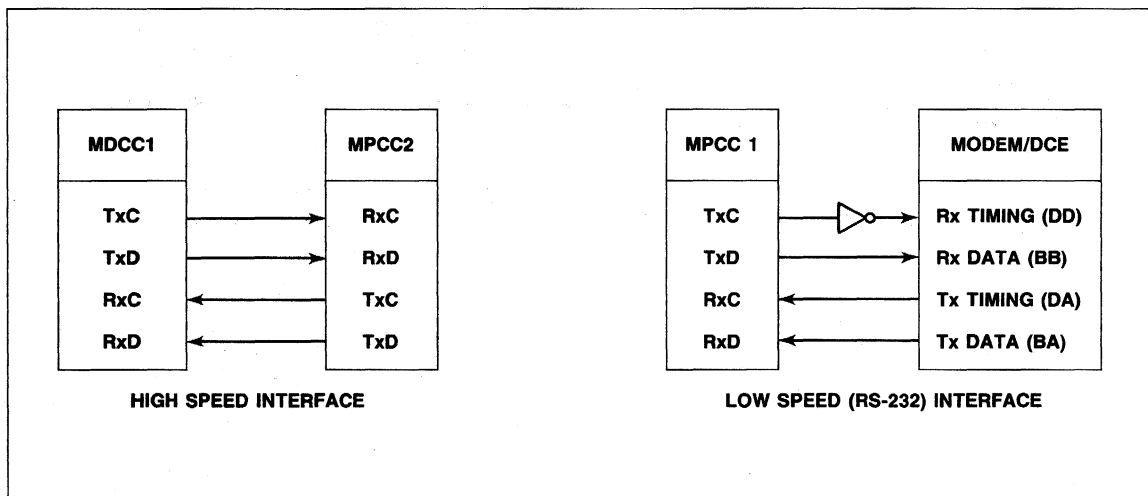 MDCC1
MPCC2
TxC
RxC
TxD
RxD
RxC
TxC
RxD
TxD
HIGH SPEED INTERFACE
MPCC 1
MODEM/DCE
TxC
Rx TIMING (DD)
TxD
Rx DATA (BB)
RxC
Tx TIMING (DA)
RxD
Tx DATA (BA)
LOW SPEED (RS-232) INTERFACE